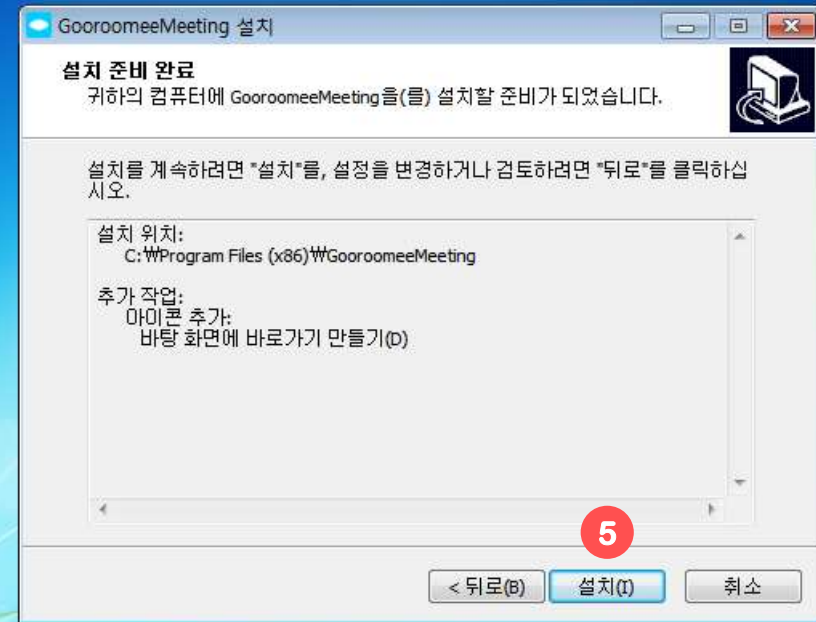 GooroomeeMeeting 설치
설치 준비 완료
귀하의 컴퓨터에 GooroomeeMeeting을(를) 설치할 준비가 되었습니다.
설치를 계속하려면 "설치"를, 설정을 변경하거나 검토하려면 "뒤로"를 클릭하십
시오.
설치 위치:
C:₩Program Files (x86)₩GooroomeeMeeting
추가 작업:
아이콘 추가:
바탕 화면에 바로가기 만들기(D)
5
< 뒤로(B) 설치(I) 취소